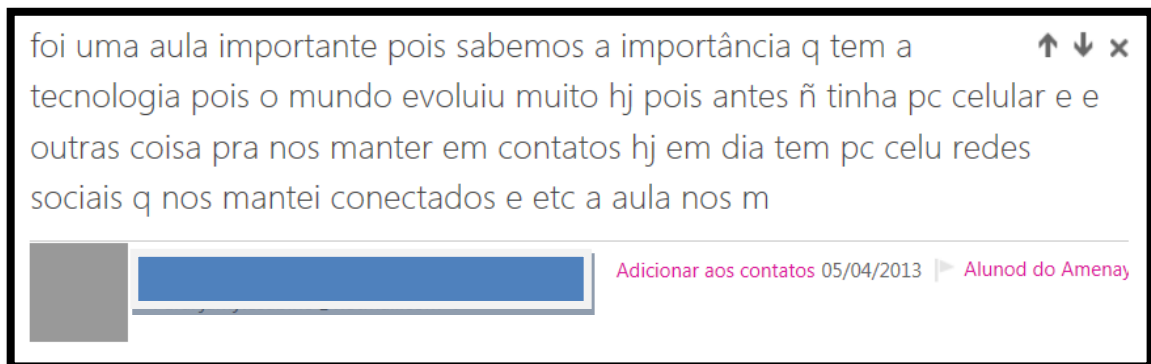 foi uma aula importante pois sabemos a importância q tem a
tecnologia pois o mundo evoluiu muito hj pois antes ñ tinha pc celular e e
outras coisa pra nos manter em contatos hj em dia tem pc celu redes
sociais q nos mantei conectados e etc a aula nos m
Adicionar aos contatos 05/04/2013 Alunod do Amenay